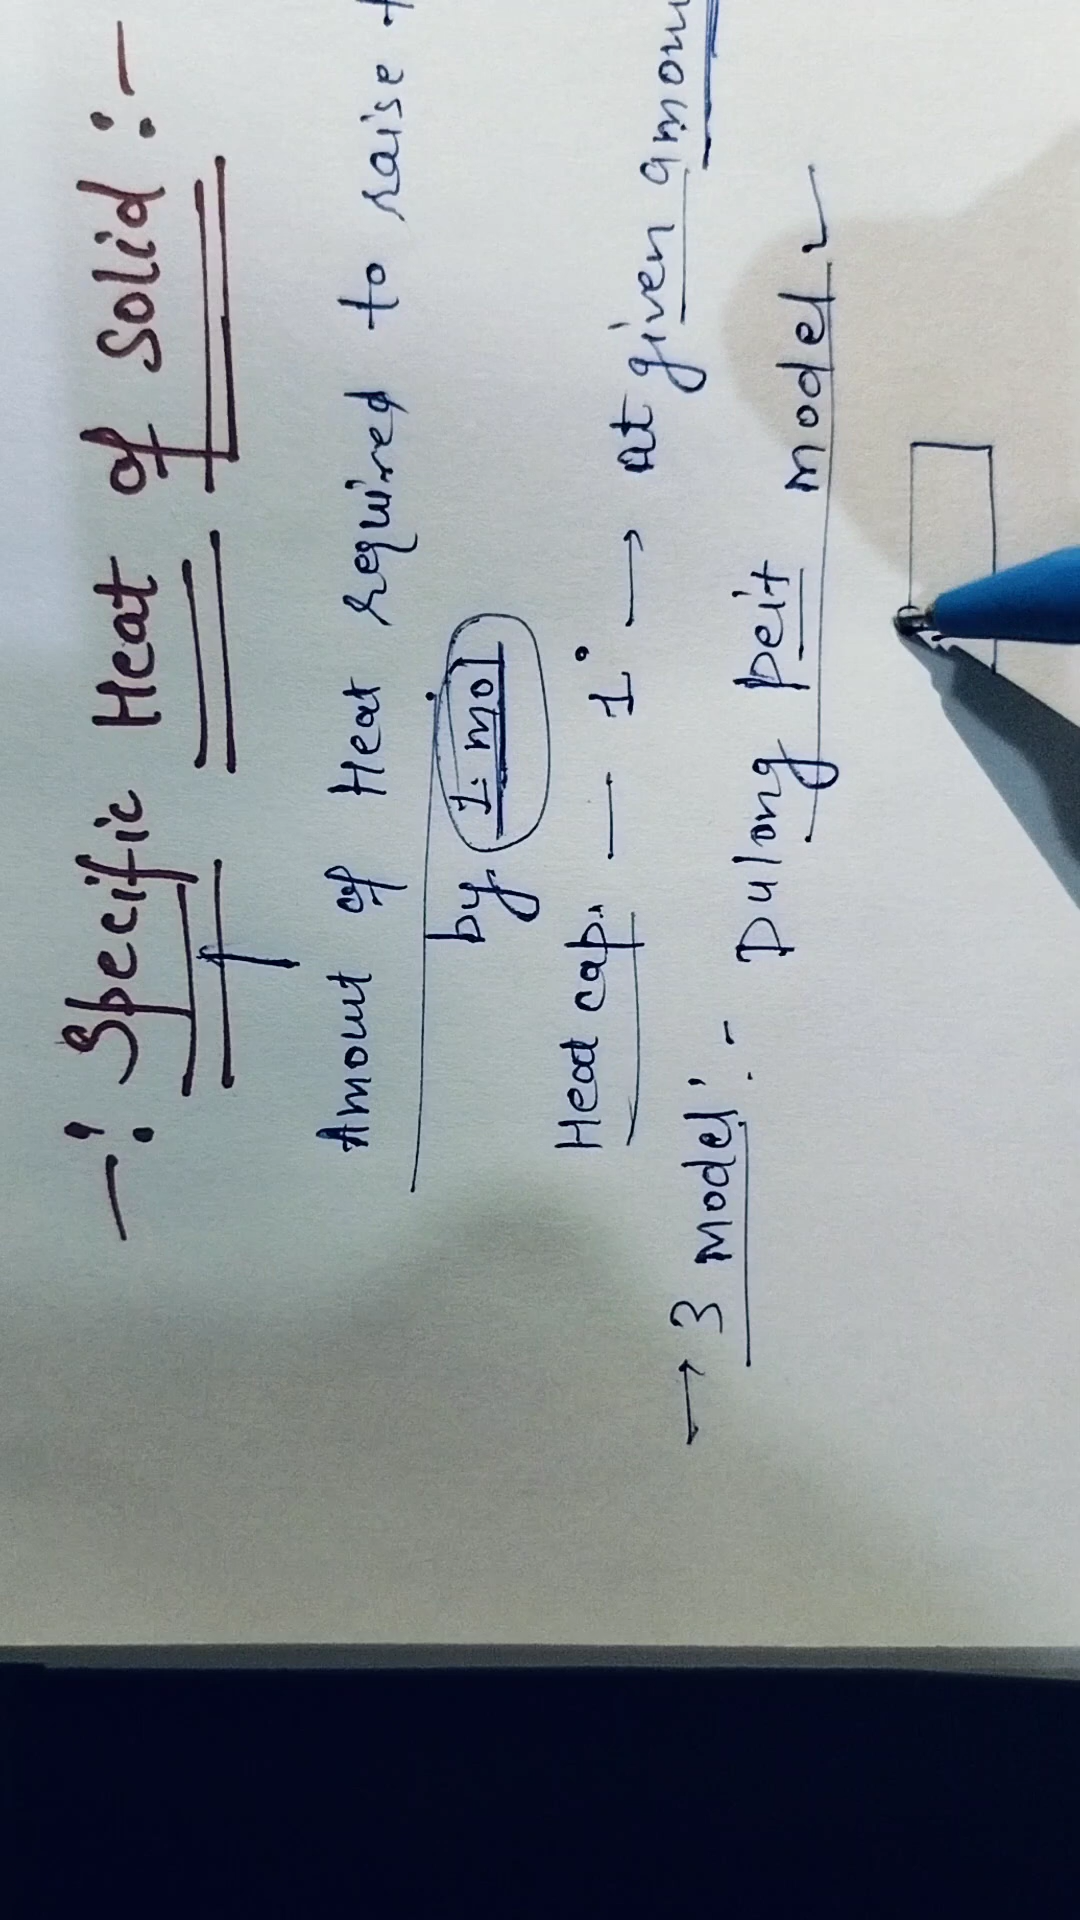 -: Specific Heat of Solid :-
Amount of Heat required to raise
by 1 mol
Heat cap. — 1° → At given amoun
→ 3 model :- Dulong peit model